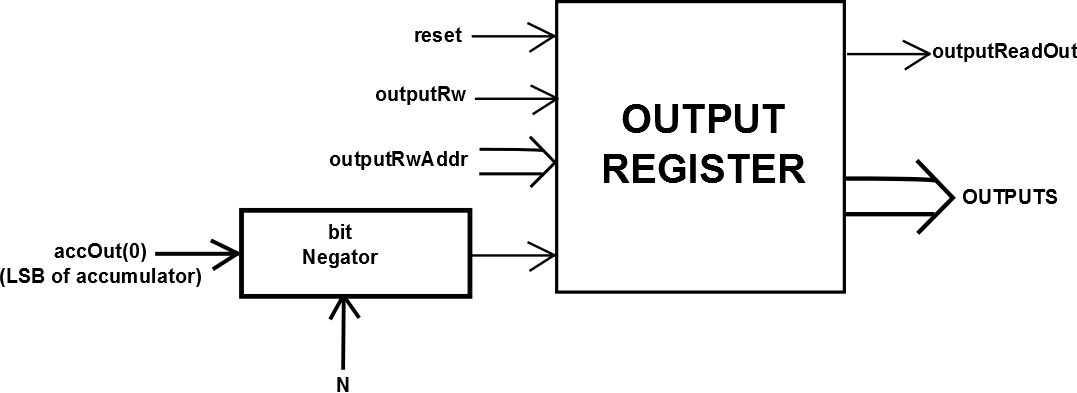 reset
outputReadOut
outputRw
OUTPUT
REGISTER
outputRwAddr
OUTPUTS
bit
Negator
accOut(0)
(LSB of accumulator)
N